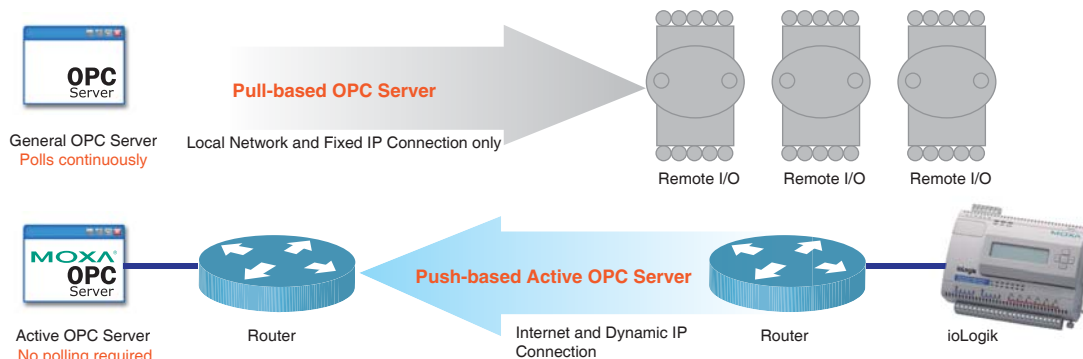 OPC
Server
Pull-based OPC Server
General OPC Server
Polls continuously
Local Network and Fixed IP Connection only
Remote I/O
Remote I/O
Remote I/O
MOXA
OPC
Server
Push-based Active OPC Server
MOXA
ioLogik
Active OPC Server
No polling required
Router
Internet and Dynamic IP
Connection
Router
ioLogik